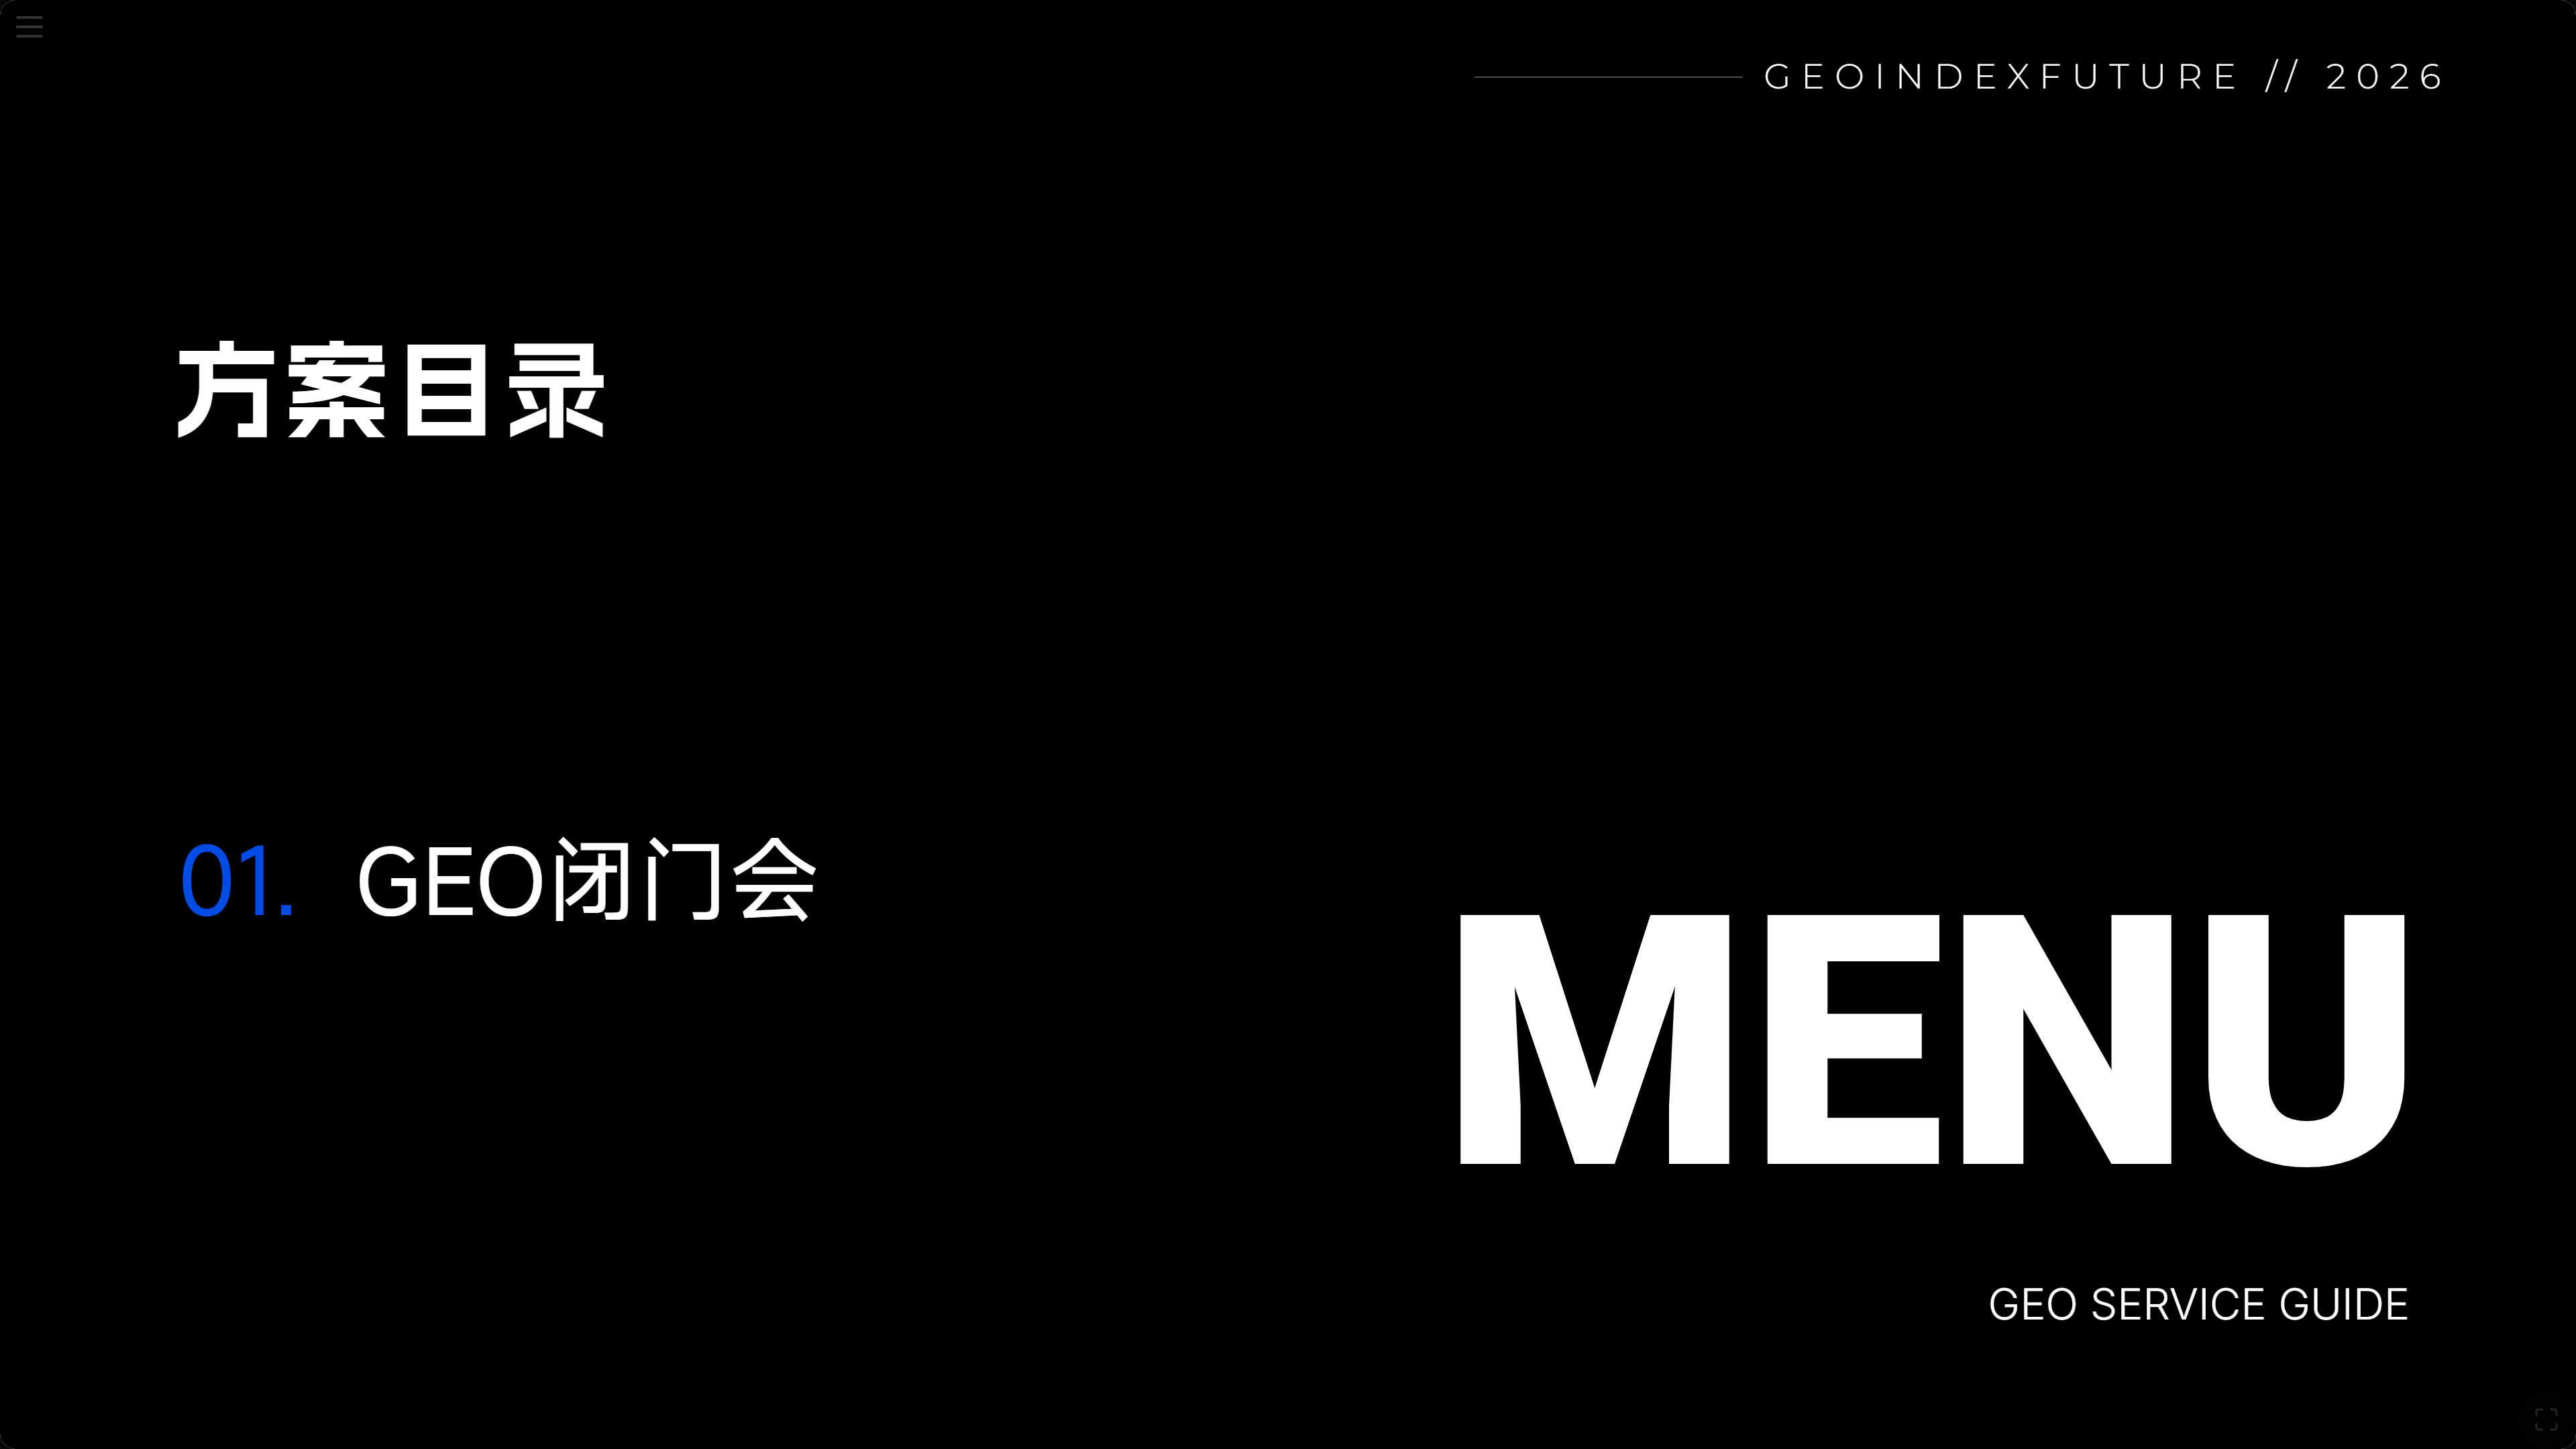 GEOINDEXFUTURE // 2026
方案目录
01. GEO闭门会
MENU
GEO SERVICE GUIDE